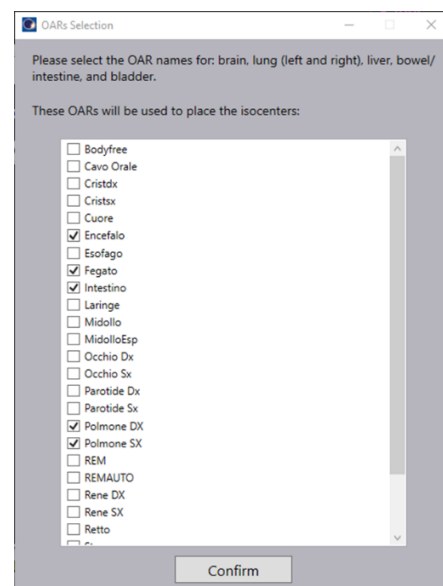 OARs Selection
Please select the OAR names for: brain, lung (left and right), liver, bowel/
intestine, and bladder.
These OARs will be used to place the isocenters:
Bodyfree
Cavo Orale
Cristdx
Cristsx
Cuore
Encefalo
Esofago
Fegato
Intestino
Laringe
Midollo
MidolloEsp
Occhio Dx
Occhio Sx
Parotide Dx
Parotide Sx
Polmone DX
Polmone SX
REM
REMAUTO
Rene DX
Rene SX
Retto
Confirm